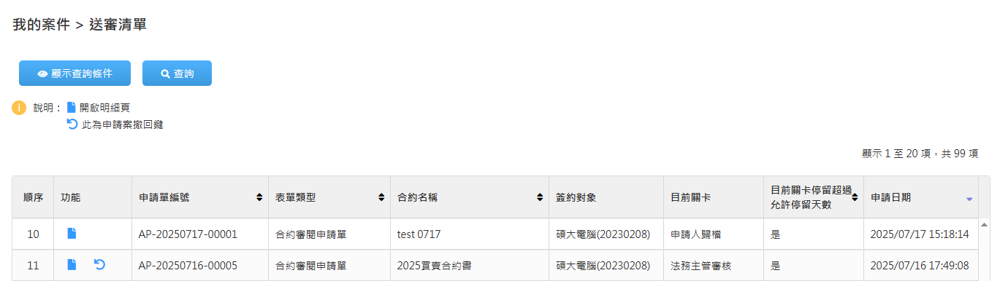 我的案件 > 送審清單
顯示查詢條件 查詢
說明： 開啟明細頁
此為申請案撤回鍵
顯示 1 至 20 項，共 99 項
順序 功能 申請單編號 表單類型 合約名稱 簽約對象 目前關卡 目前關卡停留超過 申請日期
允許停留天數
10 AP-20250717-00001 合約審閱申請單 test 0717 碩大電腦(20230208) 申請人歸檔 是 2025/07/17 15:18:14
11 AP-20250716-00005 合約審閱申請單 2025買賣合約書 碩大電腦(20230208) 法務主管審核 是 2025/07/16 17:49:08